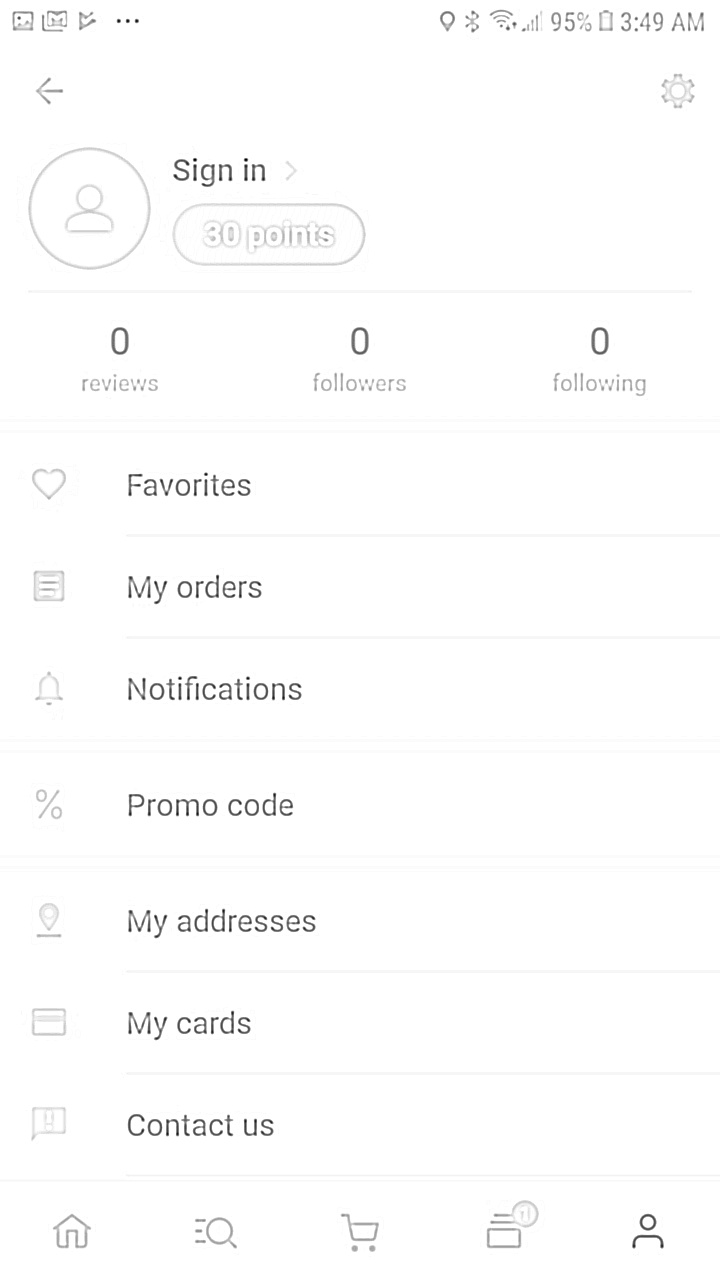 95% 3:49 AM
Sign in
30 points
0 0 0
reviews followers following
Favorites
My orders
Notifications
% Promo code
My addresses
My cards
Contact us